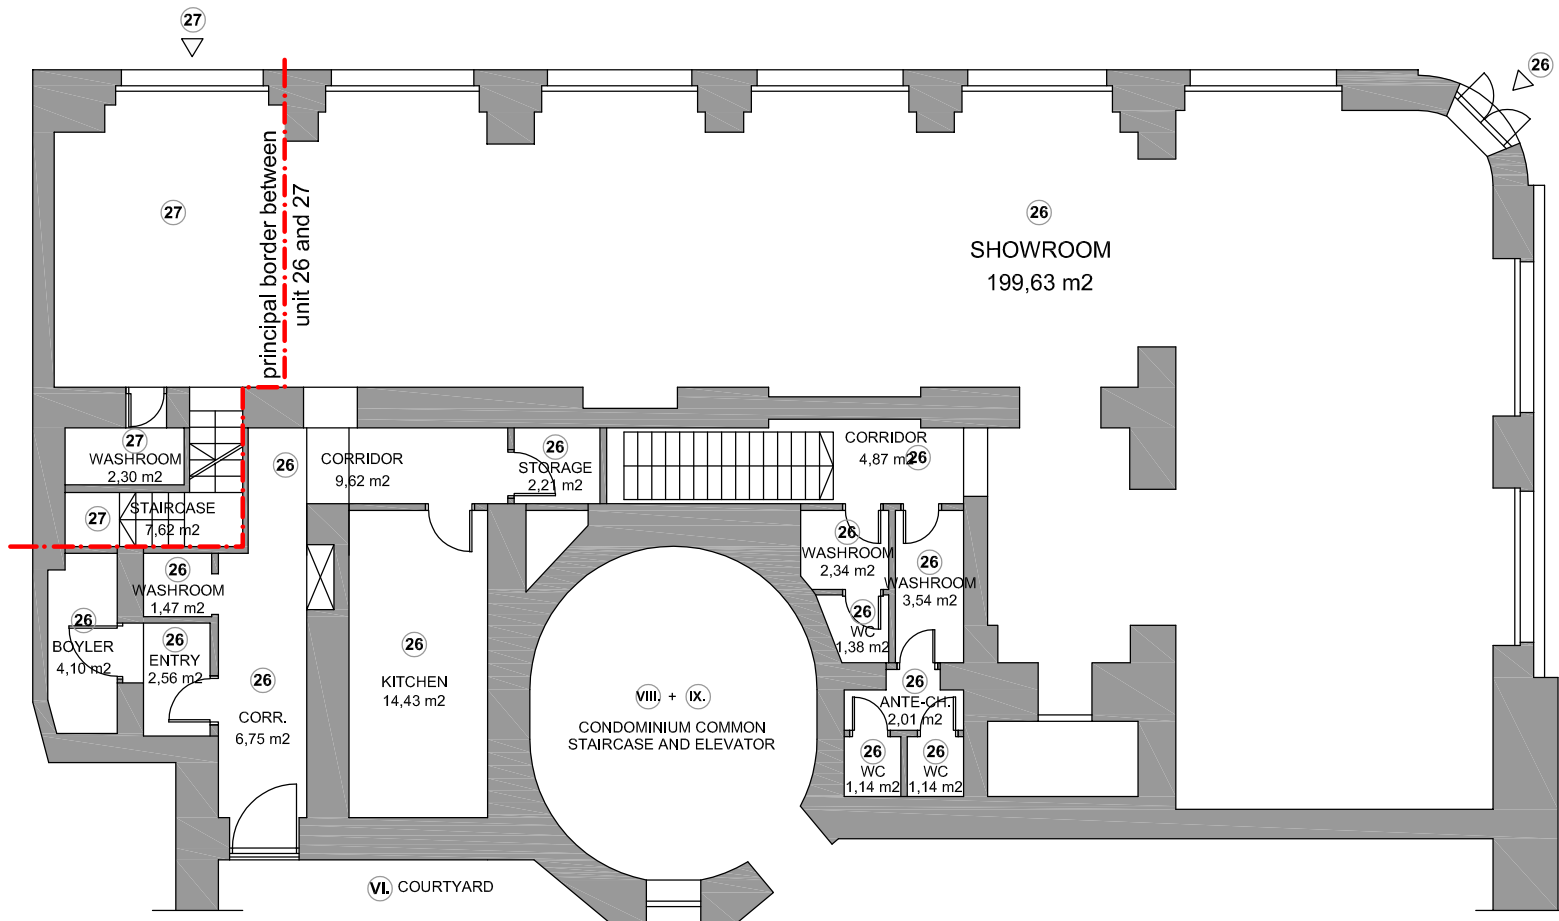 27
26
principal border between
unit 26 and 27
27
26
SHOWROOM
199,63 m2
27
WASHROOM
2,30 m2
26
CORRIDOR
9,62 m2
26
STORAGE
2,21 m2
CORRIDOR
4,87 m2
26
27
STAIRCASE
7,62 m2
26
WASHROOM
1,47 m2
26
WASHROOM
2,34 m2
WASHROOM
3,54 m2
26
BOYLER
4,10 m2
26
ENTRY
2,56 m2
26
WC
1,38 m2
26
KITCHEN
14,43 m2
26
CORR.
6,75 m2
VIII. + IX.
CONDOMINIUM COMMON
STAIRCASE AND ELEVATOR
26
ANTE-CH.
2,01 m2
26
WC
1,14 m2
26
WC
1,14 m2
VI. COURTYARD